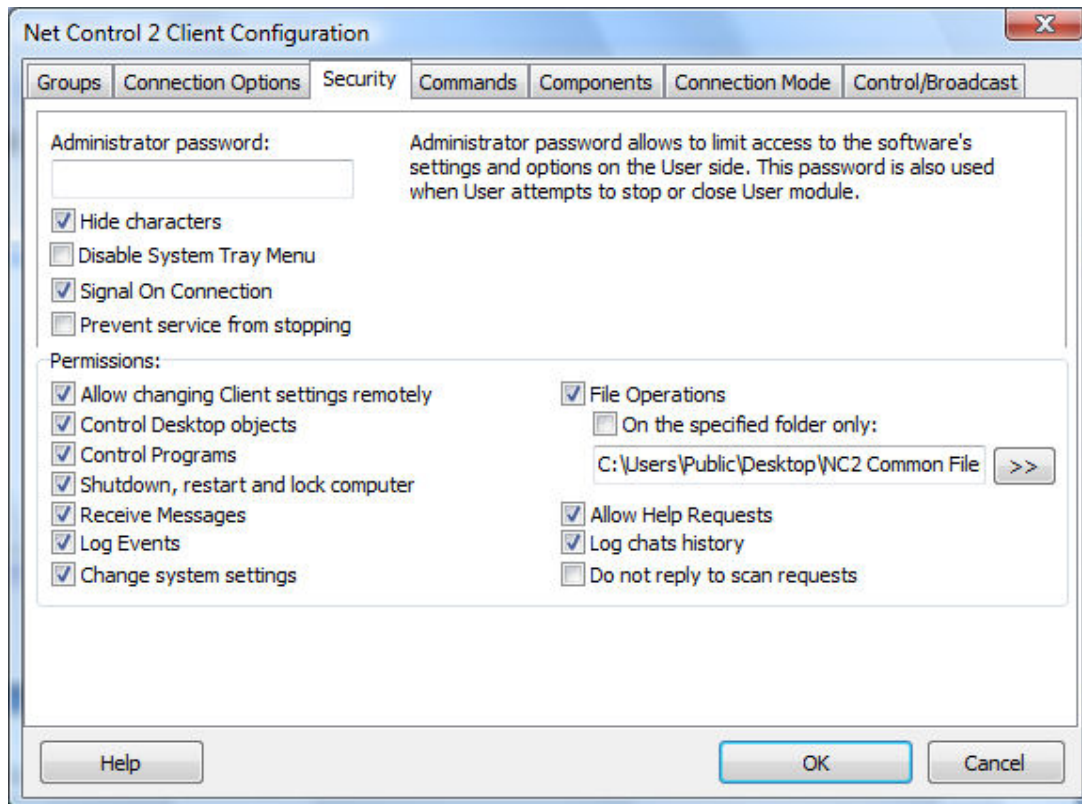 Net Control 2 Client Configuration
Groups Connection Options Security Commands Components Connection Mode Control/Broadcast
Administrator password:
Administrator password allows to limit access to the software's
settings and options on the User side. This password is also used
when User attempts to stop or close User module.
Hide characters
Disable System Tray Menu
Signal On Connection
Prevent service from stopping
Permissions:
Allow changing Client settings remotely
Control Desktop objects
Control Programs
Shutdown, restart and lock computer
Receive Messages
Log Events
Change system settings
File Operations
On the specified folder only:
C:\Users\Public\Desktop\NC2 Common File
>>
Allow Help Requests
Log chats history
Do not reply to scan requests
Help OK Cancel